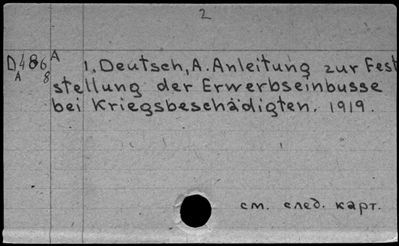 2
D486 A 1. Deutsch, A. Anleitung zur Fest
A 8 stellung der Erwerbseinbusse
bei Kriegsbeschädigten. 1919.
см. след. карт.